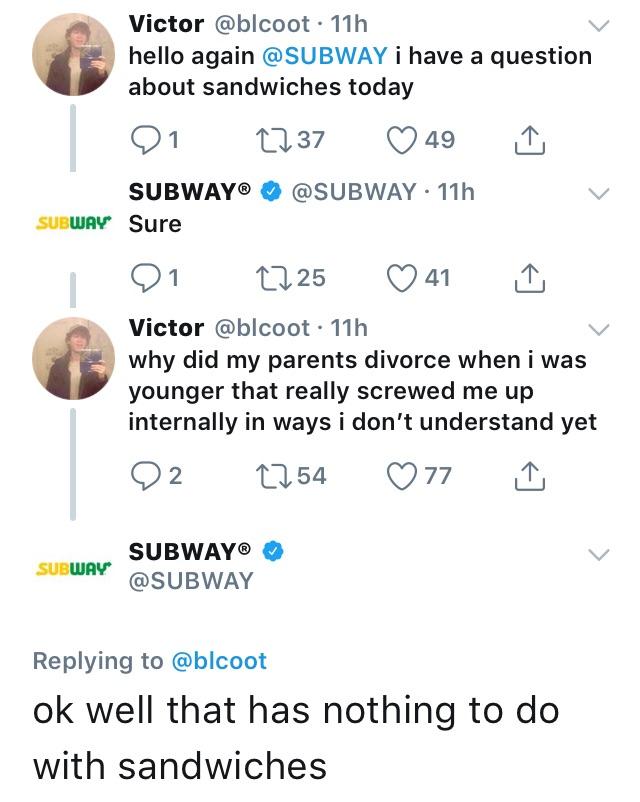 Victor @blcoot · 11h
hello again @SUBWAY i have a question
about sandwiches today
1 37 49
SUBWAY® @SUBWAY · 11h
SUBWAY
Sure
1 25 41
Victor @blcoot · 11h
why did my parents divorce when i was
younger that really screwed me up
internally in ways i don’t understand yet
2 54 77
SUBWAY®
SUBWAY
@SUBWAY
Replying to @blcoot
ok well that has nothing to do
with sandwiches